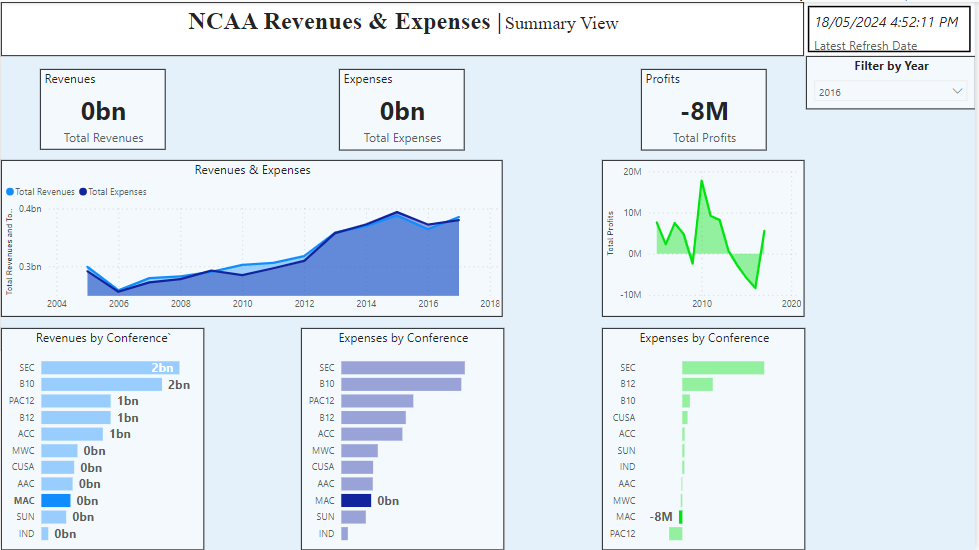 NCAA Revenues & Expenses | Summary View
18/05/2024 4:52:11 PM
Latest Refresh Date
Filter by Year
2016
Revenues
0bn
Total Revenues
Expenses
0bn
Total Expenses
Profits
-8M
Total Profits
Revenues & Expenses
Total Revenues Total Expenses
Total Revenues and To...
0.4bn
0.3bn
2004 2006 2008 2010 2012 2014 2016 2018
Total Profits
20M
10M
0M
-10M
2010 2020
Revenues by Conference`
SEC 2bn
B10 2bn
PAC12 1bn
B12 1bn
ACC 1bn
MWC 0bn
CUSA 0bn
AAC 0bn
MAC 0bn
SUN 0bn
IND 0bn
Expenses by Conference
SEC
B10
PAC12
B12
ACC
MWC
CUSA
AAC
MAC 0bn
SUN
IND
Expenses by Conference
SEC
B12
B10
CUSA
ACC
SUN
IND
AAC
MWC
MAC -8M
PAC12